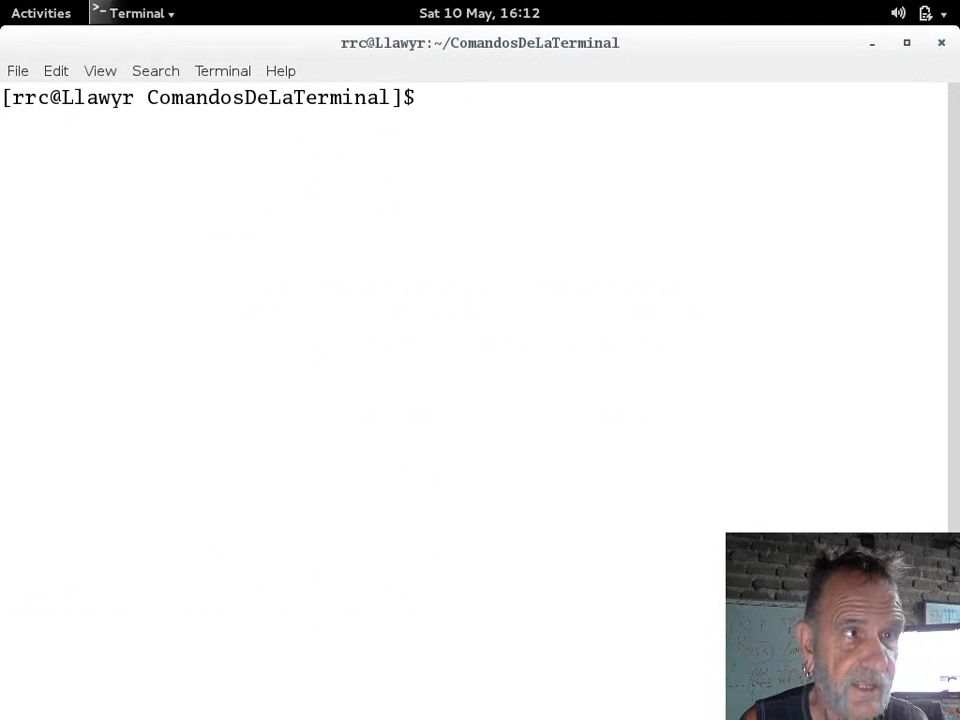 Activities
Terminal
Sat 10 May, 16:12
rrc@Llawyr:~/ComandosDeLaTerminal
File Edit View Search Terminal Help
[rrc@Llawyr ComandosDeLaTerminal]$